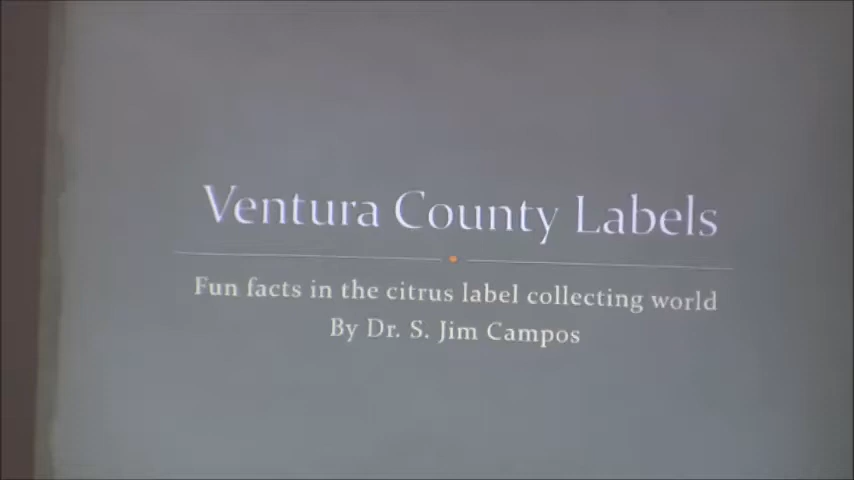 Ventura County Labels
Fun facts in the citrus label collecting world
By Dr. S. Jim Campos